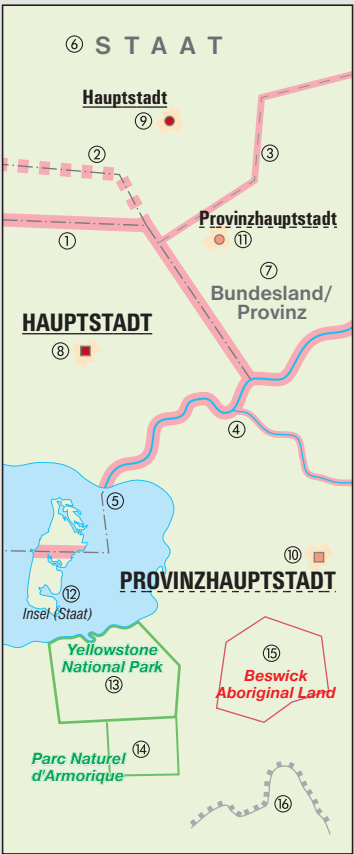 ⑥ S T A A T
Hauptstadt
⑨
②
③
Provinzhauptstadt
①
⑪
⑦
Bundesland/
Provinz
HAUPTSTADT
⑧
④
⑤
⑩
PROVINZHAUPTSTADT
⑫
Insel (Staat)
Yellowstone
National Park
⑬
⑮
Beswick
Aboriginal Land
⑭
Parc Naturel
d'Armorique
⑯